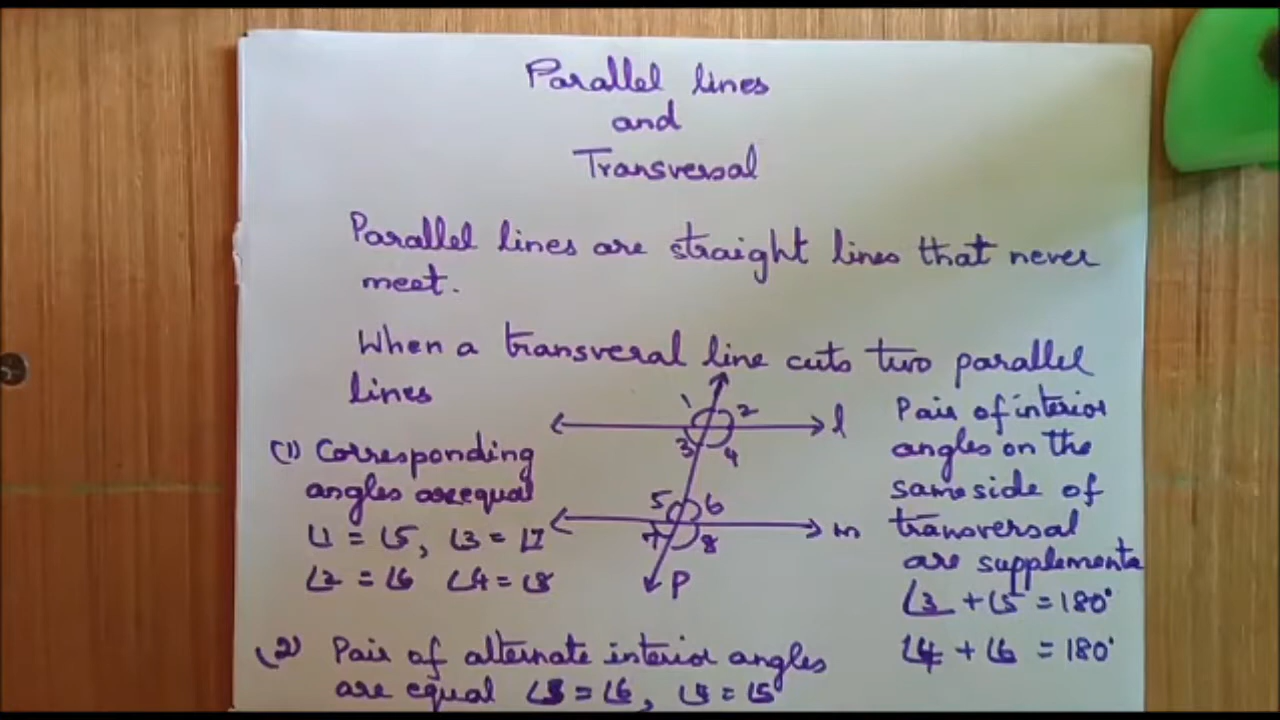 Parallel lines
and
Transversal
Parallel lines are straight lines that never
meet.
When a transveral line cuts two parallel
lines
(1) Corresponding
angles are equal
∠1 = ∠5, ∠3 = ∠7
∠2 = ∠6 ∠4 = ∠8
1 2
3 4
l
5 6
7 8
m
P
Pair of interior
angles on the
same side of
transversal
are supplementa
∠3 + ∠5 = 180°
∠4 + ∠6 = 180°
(2) Pair of alternate interior angles
are equal ∠3 = ∠6, ∠4 = ∠5